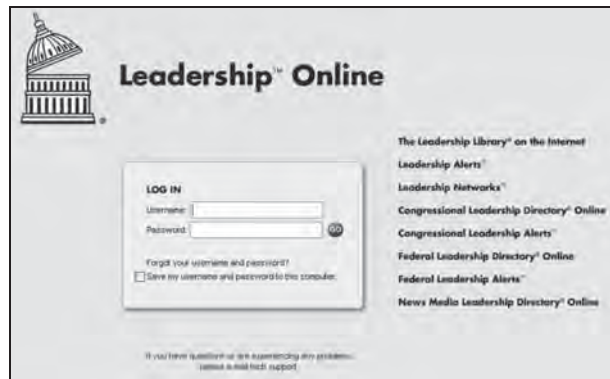 Leadership™ Online
LOG IN
Username:
Password:
GO
Forgot your username and password?
Save my username and password to this computer.
The Leadership Library® on the Internet
Leadership Alerts™
Leadership Networks™
Congressional Leadership Directory® Online
Congressional Leadership Alerts™
Federal Leadership Directory® Online
Federal Leadership Alerts™
News Media Leadership Directory® Online
If you have questions or are experiencing any problems,
please e-mail tech support